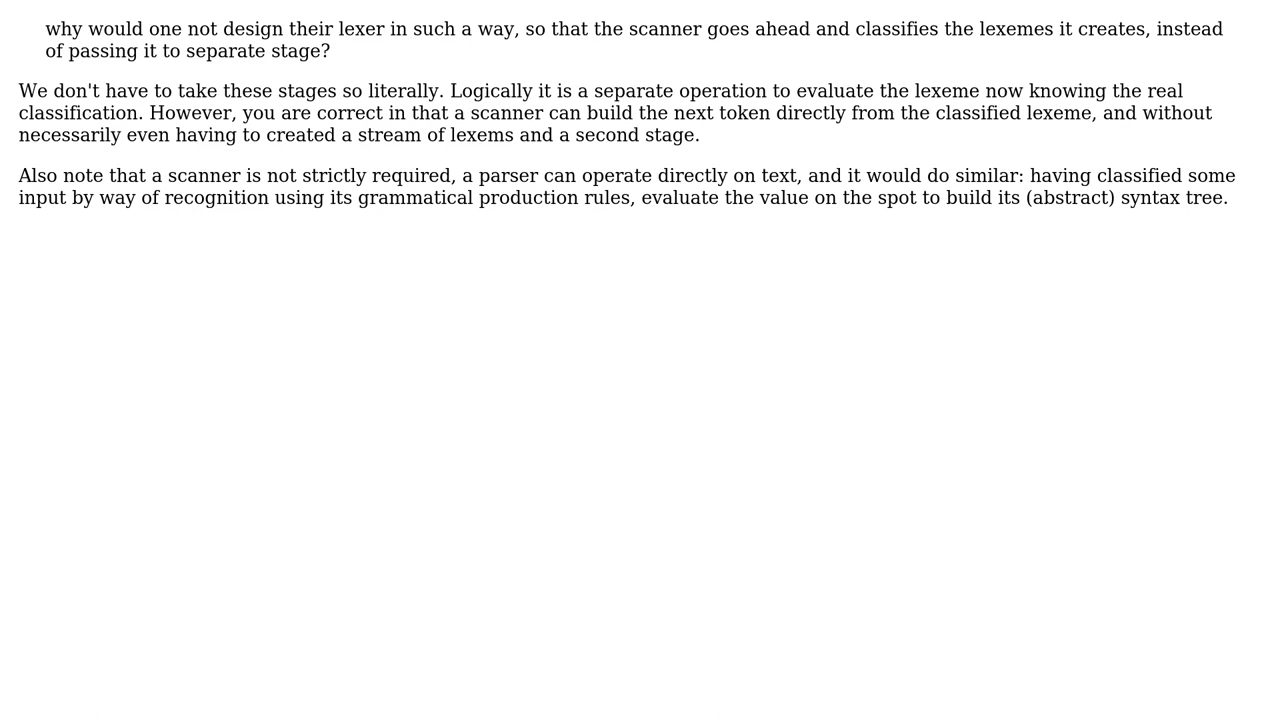 why would one not design their lexer in such a way, so that the scanner goes ahead and classifies the lexemes it creates, instead
of passing it to separate stage?
We don't have to take these stages so literally. Logically it is a separate operation to evaluate the lexeme now knowing the real
classification. However, you are correct in that a scanner can build the next token directly from the classified lexeme, and without
necessarily even having to created a stream of lexems and a second stage.
Also note that a scanner is not strictly required, a parser can operate directly on text, and it would do similar: having classified some
input by way of recognition using its grammatical production rules, evaluate the value on the spot to build its (abstract) syntax tree.